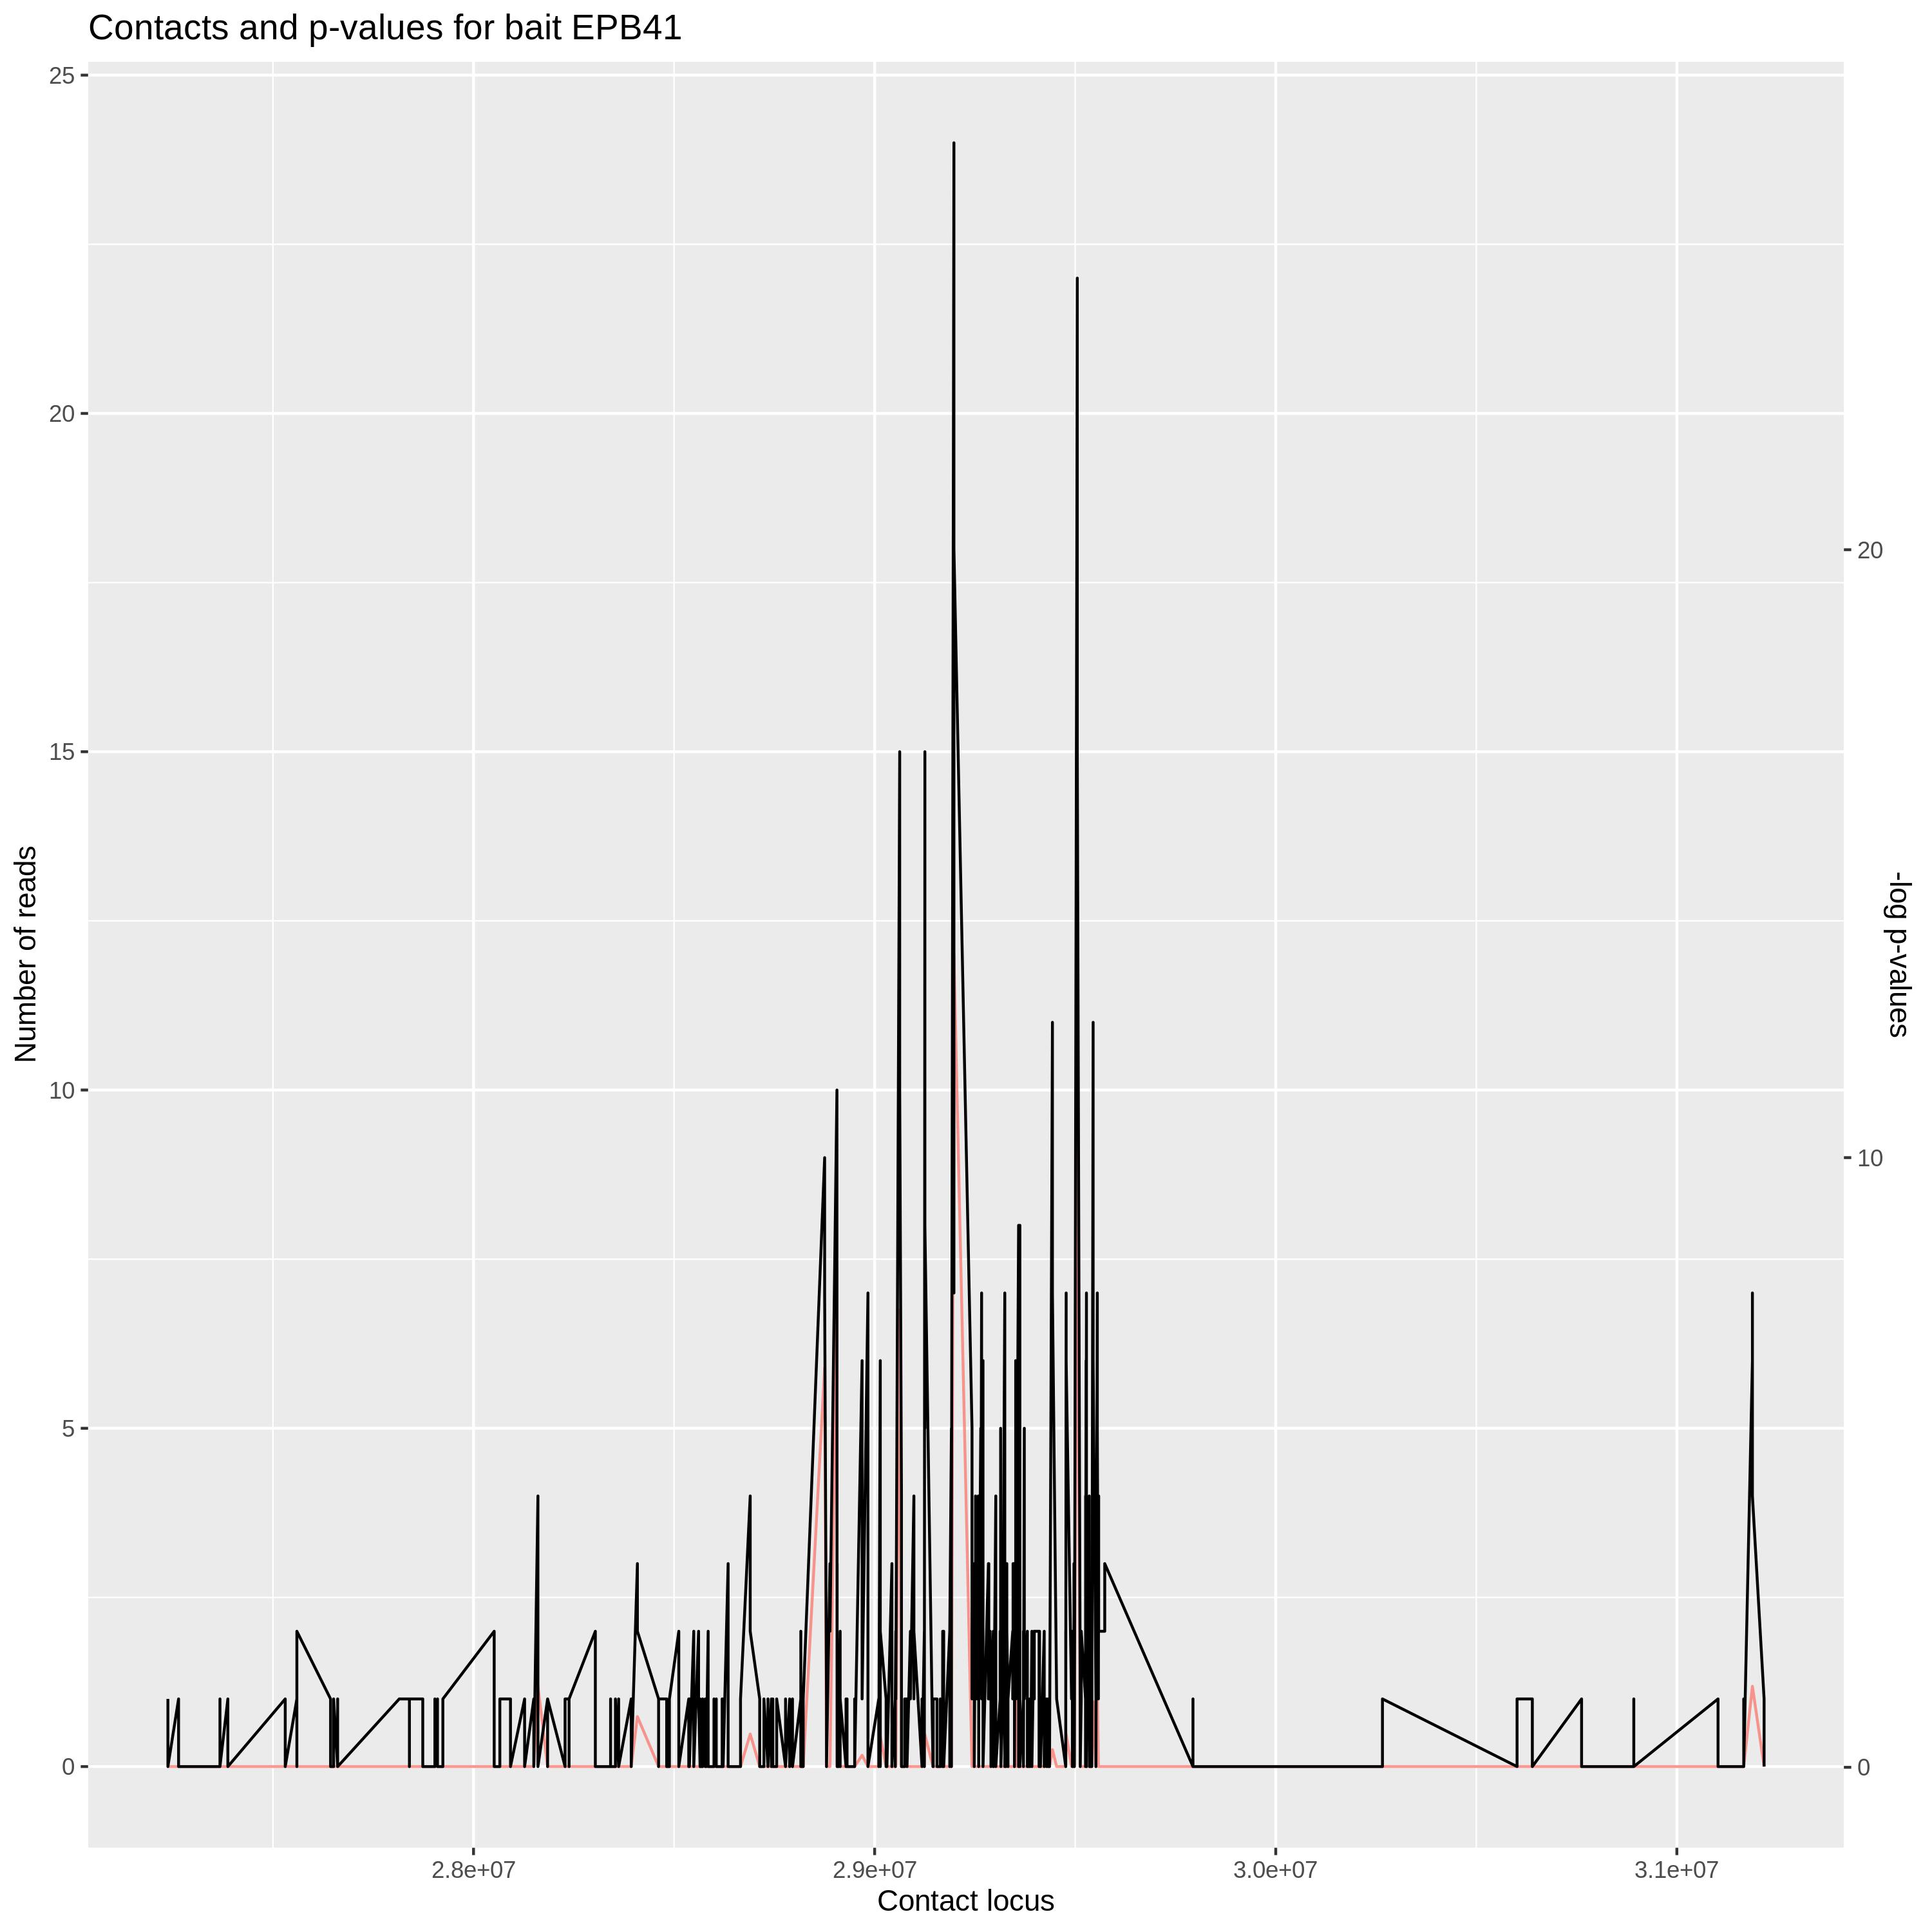 Contacts and p-values for bait EPB41
25
20
15
10
5
0
Number of reads
20
10
0
-log p-values
2.8e+07
2.9e+07
3.0e+07
3.1e+07
Contact locus